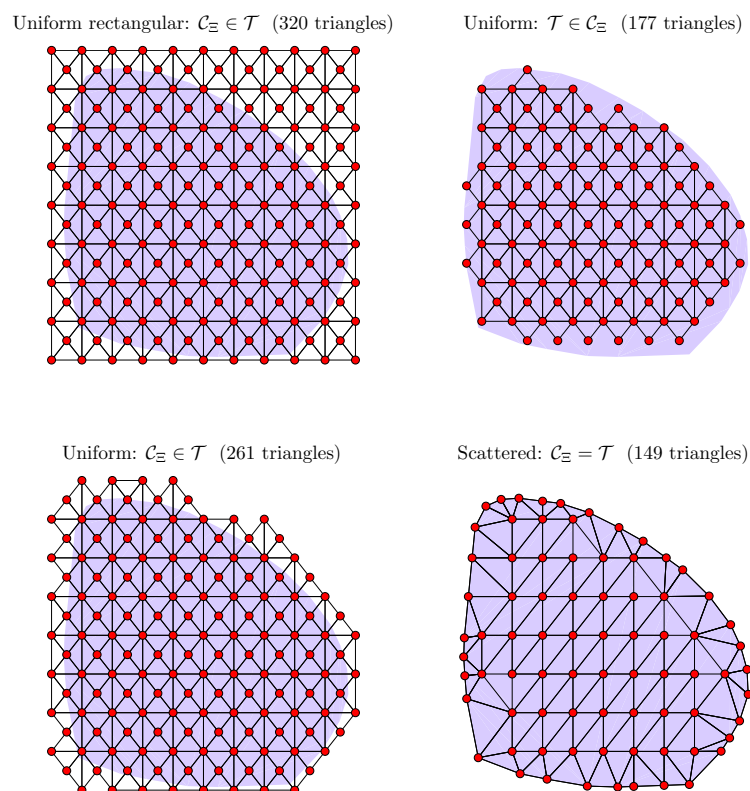 Uniform rectangular: 𝒞_Ξ ∈ 𝒯 (320 triangles)
Uniform: 𝒯 ∈ 𝒞_Ξ (177 triangles)
Uniform: 𝒞_Ξ ∈ 𝒯 (261 triangles)
Scattered: 𝒞_Ξ = 𝒯 (149 triangles)